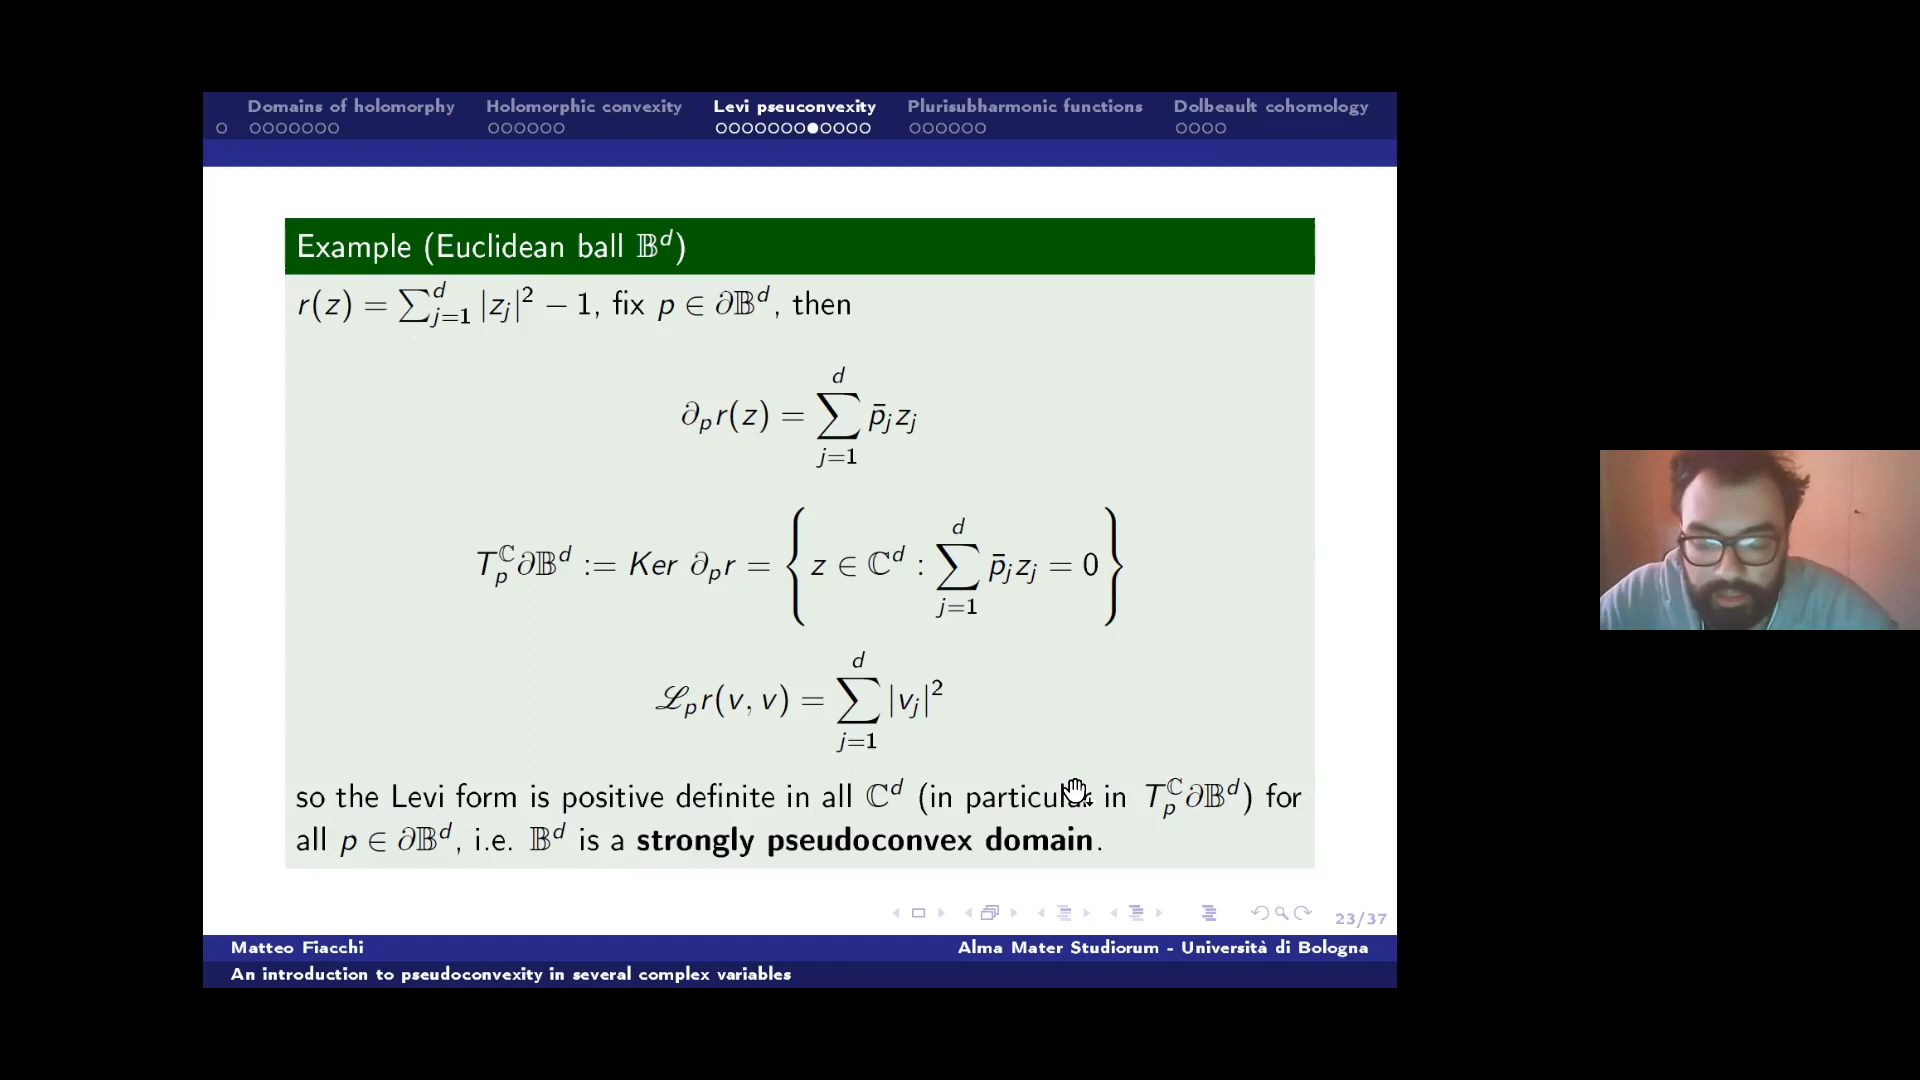 Domains of holomorphy Holomorphic convexity Levi pseuconvexity Plurisubharmonic functions Dolbeault cohomology
Example (Euclidean ball 𝔹^d)
r(z) = ∑_{j=1}^{d} |z_j|^2 − 1, fix p ∈ ∂𝔹^d, then
∂_p r(z) = ∑_{j=1}^{d} p̄_j z_j
T_p^ℂ ∂𝔹^d := Ker ∂_p r = { z ∈ ℂ^d : ∑_{j=1}^{d} p̄_j z_j = 0 }
ℒ_p r(v, v) = ∑_{j=1}^{d} |v_j|^2
so the Levi form is positive definite in all ℂ^d (in particular in T_p^ℂ ∂𝔹^d) for
all p ∈ ∂𝔹^d, i.e. 𝔹^d is a strongly pseudoconvex domain.
23/37
Matteo Fiacchi Alma Mater Studiorum - Università di Bologna
An introduction to pseudoconvexity in several complex variables